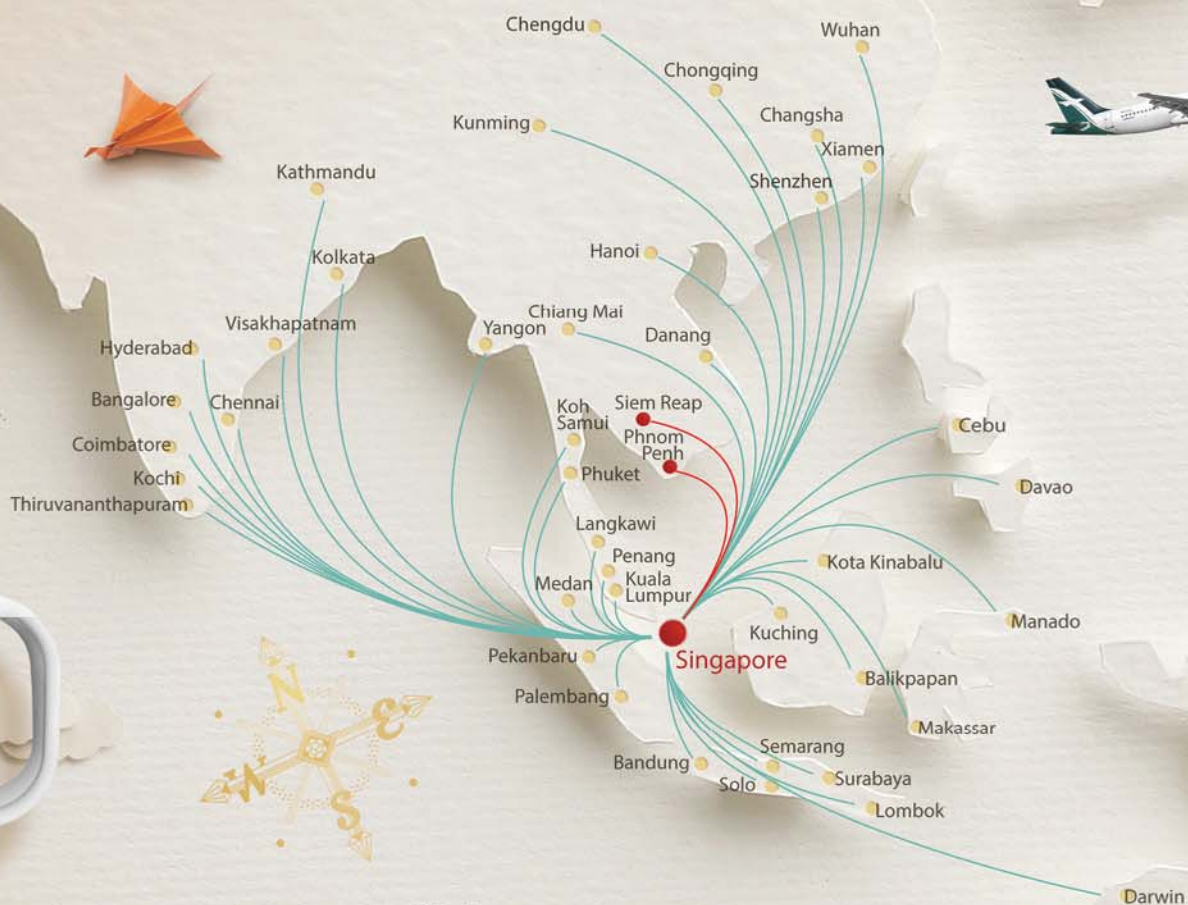 Chengdu
Wuhan
Chongqing
Changsha
Kunming
Xiamen
Kathmandu
Shenzhen
Hanoi
Kolkata
Chiang Mai
Visakhapatnam
Yangon
Danang
Hyderabad
Bangalore
Chennai
Koh
Samui
Siem Reap
Phnom
Penh
Cebu
Coimbatore
Kochi
Phuket
Davao
Thiruvananthapuram
Langkawi
Penang
Kota Kinabalu
Medan
Kuala
Lumpur
Manado
Kuching
Pekanbaru
Singapore
Balikpapan
Palembang
Makassar
Semarang
Bandung
Surabaya
Solo
Lombok
Darwin
N
E
W
S